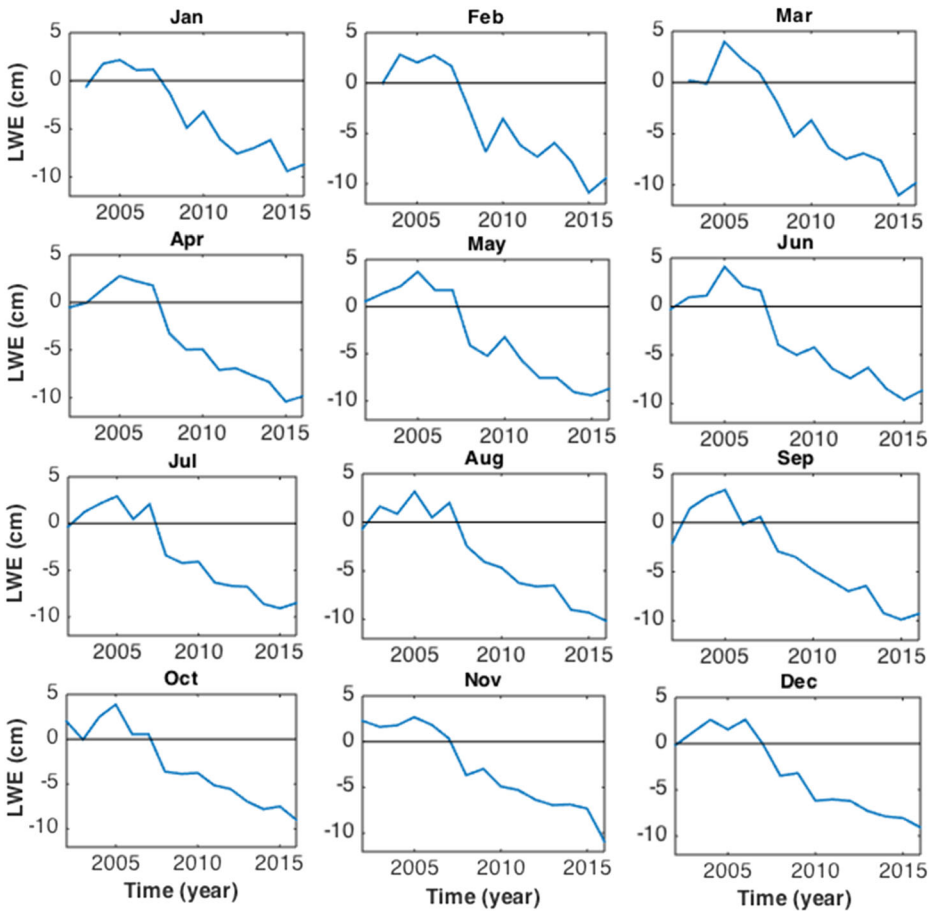 Jan Feb Mar
5 5 5
LWE (cm)
0 0 0
-5 -5 -5
-10 -10 -10
2005 2010 2015 2005 2010 2015 2005 2010 2015
Apr May Jun
5 5 5
LWE (cm)
0 0 0
-5 -5 -5
-10 -10 -10
2005 2010 2015 2005 2010 2015 2005 2010 2015
Jul Aug Sep
5 5 5
LWE (cm)
0 0 0
-5 -5 -5
-10 -10 -10
2005 2010 2015 2005 2010 2015 2005 2010 2015
Oct Nov Dec
5 5 5
LWE (cm)
0 0 0
-5 -5 -5
-10 -10 -10
2005 2010 2015 2005 2010 2015 2005 2010 2015
Time (year) Time (year) Time (year)